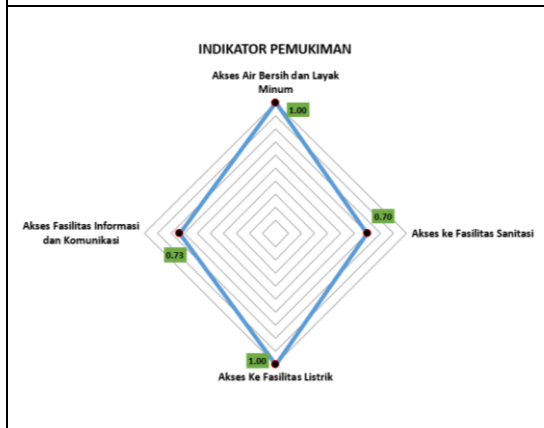 INDIKATOR PEMUKIMAN
Akses Air Bersih dan Layak
Minum
1.00
0.70
Akses ke Fasilitas Sanitasi
Akses Fasilitas Informasi
dan Komunikasi
0.73
1.00
Akses Ke Fasilitas Listrik